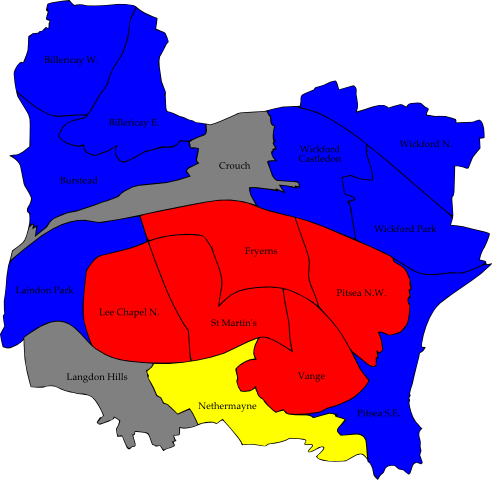 Billericay W.
Billericay E.
Wickford N.
Wickford
Castledon
Crouch
Burstead
Wickford Park
Fryerns
Laindon Park
Pitsea N.W.
Lee Chapel N.
St Martin's
Langdon Hills
Vange
Nethermayne
Pitsea S.E.